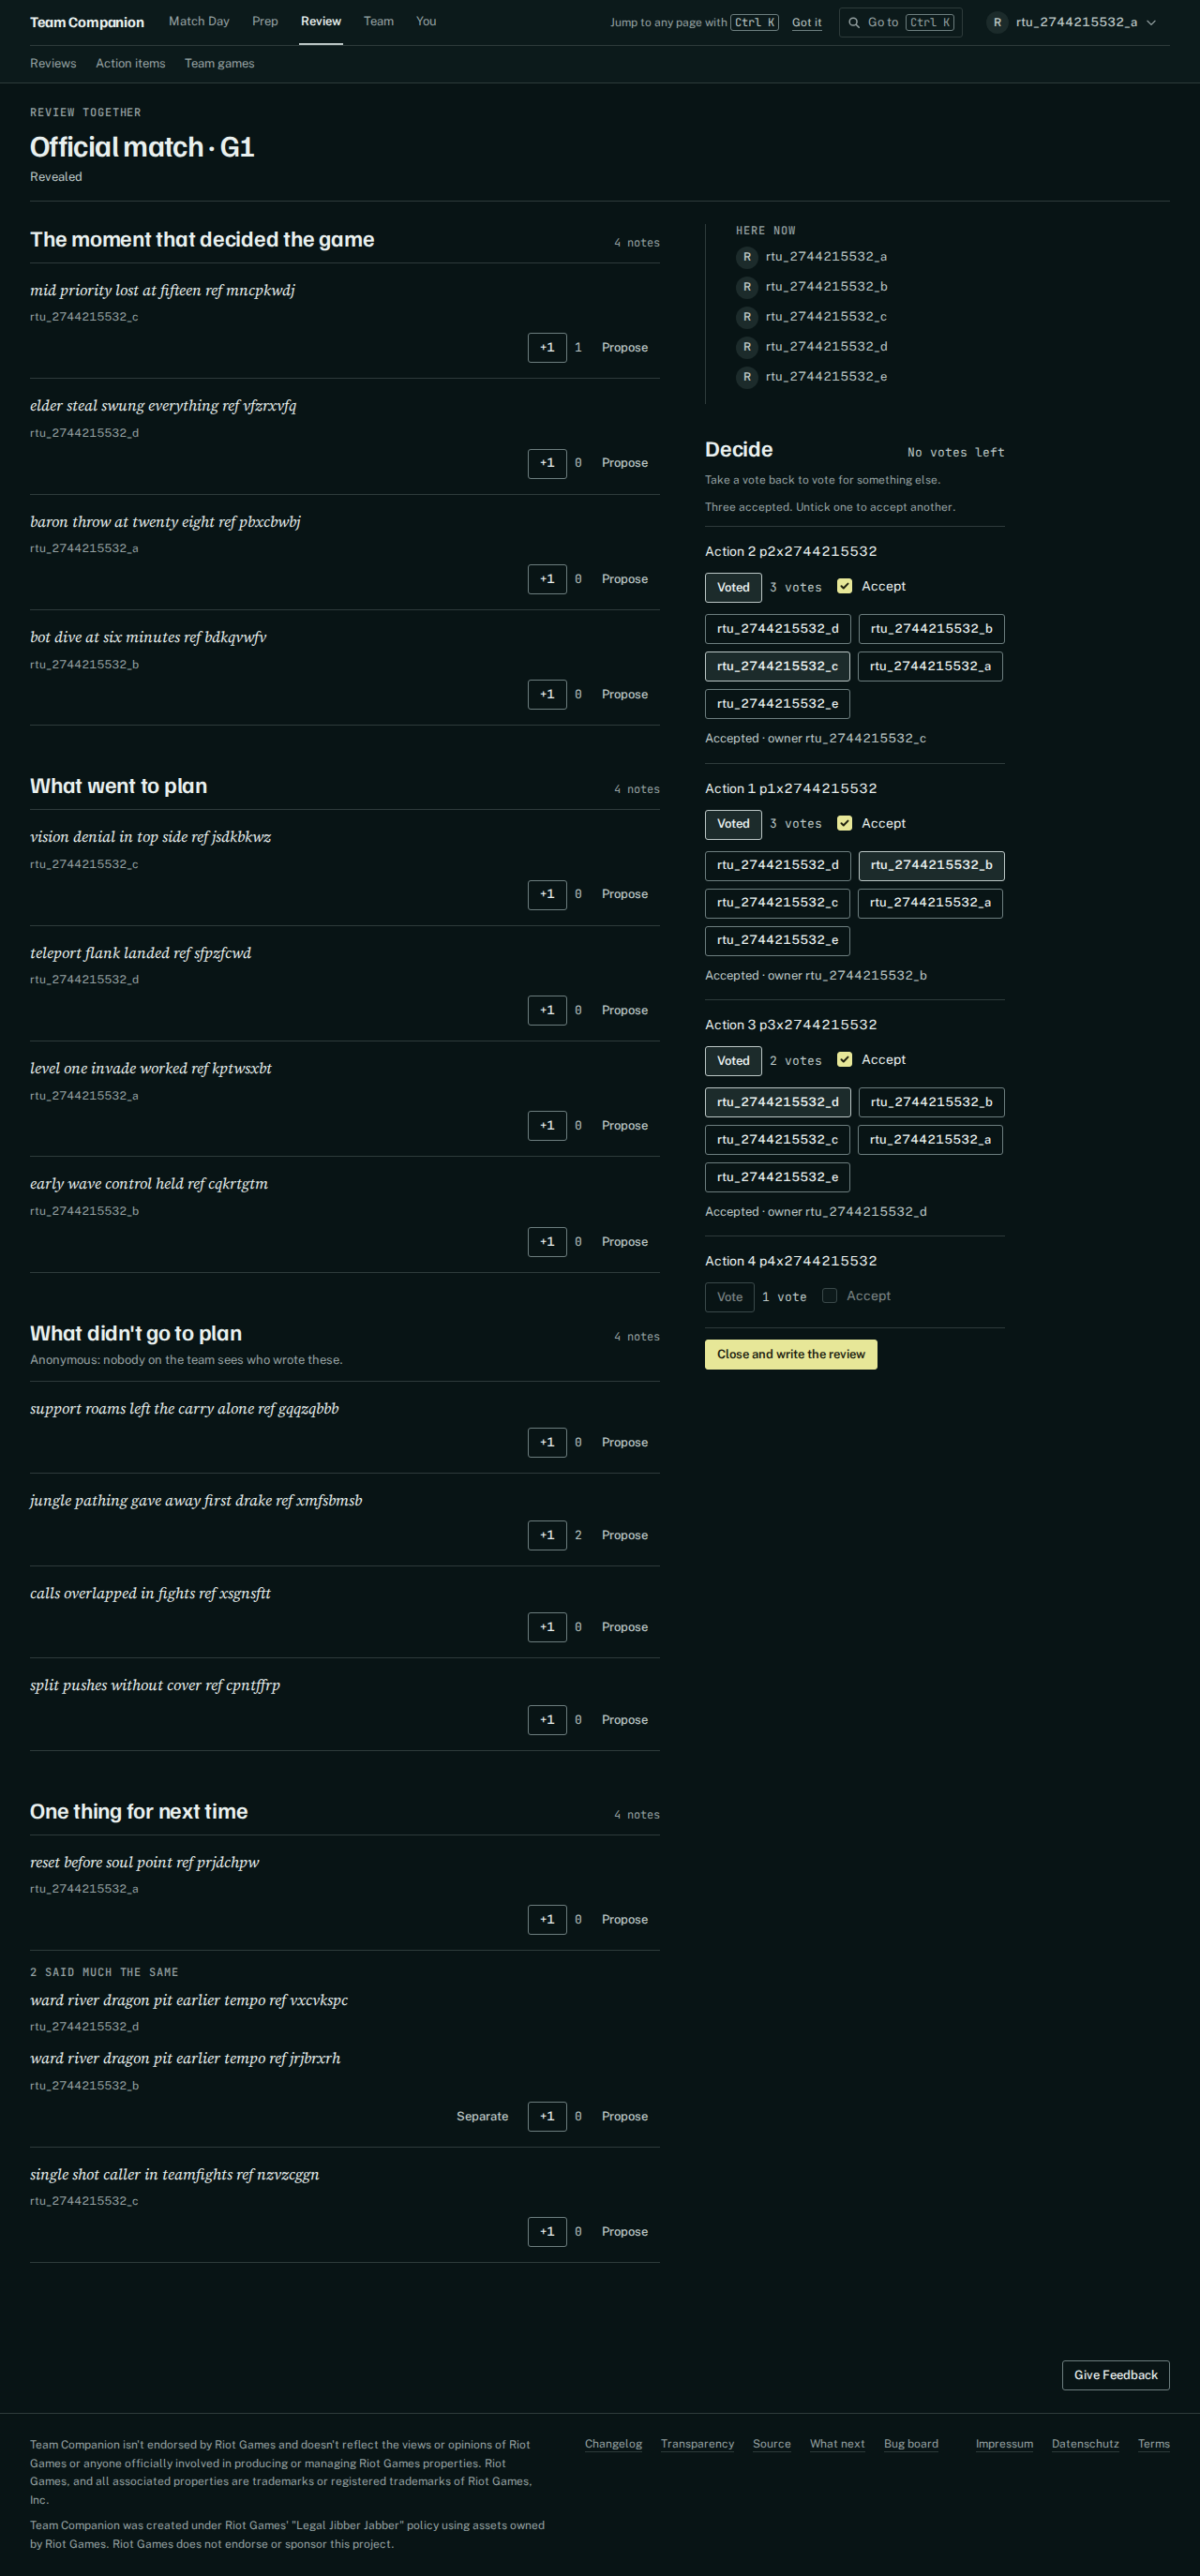 Team Companion Match Day Prep Review Team You Jump to any page with Ctrl K Got it Go to Ctrl K R rtu_2744215532_a
Reviews Action items Team games
REVIEW TOGETHER
Official match · G1
Revealed
The moment that decided the game 4 notes
mid priority lost at fifteen ref mncpkwdj
rtu_2744215532_c
+1 1 Propose
elder steal swung everything ref vfzrxvfq
rtu_2744215532_d
+1 0 Propose
baron throw at twenty eight ref pbxcbwbj
rtu_2744215532_a
+1 0 Propose
bot dive at six minutes ref bdkqvwfv
rtu_2744215532_b
+1 0 Propose
What went to plan 4 notes
vision denial in top side ref jsdkbkwz
rtu_2744215532_c
+1 0 Propose
teleport flank landed ref sfpzfcwd
rtu_2744215532_d
+1 0 Propose
level one invade worked ref kptwsxbt
rtu_2744215532_a
+1 0 Propose
early wave control held ref cqkrtgtm
rtu_2744215532_b
+1 0 Propose
What didn't go to plan 4 notes
Anonymous: nobody on the team sees who wrote these.
support roams left the carry alone ref gqqzqbbb
+1 0 Propose
jungle pathing gave away first drake ref xmfsbmsb
+1 2 Propose
calls overlapped in fights ref xsgnsftt
+1 0 Propose
split pushes without cover ref cpntffrp
+1 0 Propose
One thing for next time 4 notes
reset before soul point ref prjdchpw
rtu_2744215532_a
+1 0 Propose
2 SAID MUCH THE SAME
ward river dragon pit earlier tempo ref vxcvkspc
rtu_2744215532_d
ward river dragon pit earlier tempo ref jrjbrxrh
rtu_2744215532_b
Separate +1 0 Propose
single shot caller in teamfights ref nzvzcggn
rtu_2744215532_c
+1 0 Propose
HERE NOW
R rtu_2744215532_a
R rtu_2744215532_b
R rtu_2744215532_c
R rtu_2744215532_d
R rtu_2744215532_e
Decide No votes left
Take a vote back to vote for something else.
Three accepted. Untick one to accept another.
Action 2 p2x2744215532
Voted 3 votes Accept
rtu_2744215532_d rtu_2744215532_b
rtu_2744215532_c rtu_2744215532_a
rtu_2744215532_e
Accepted · owner rtu_2744215532_c
Action 1 p1x2744215532
Voted 3 votes Accept
rtu_2744215532_d rtu_2744215532_b
rtu_2744215532_c rtu_2744215532_a
rtu_2744215532_e
Accepted · owner rtu_2744215532_b
Action 3 p3x2744215532
Voted 2 votes Accept
rtu_2744215532_d rtu_2744215532_b
rtu_2744215532_c rtu_2744215532_a
rtu_2744215532_e
Accepted · owner rtu_2744215532_d
Action 4 p4x2744215532
Vote 1 vote Accept
Close and write the review
Give Feedback
Team Companion isn't endorsed by Riot Games and doesn't reflect the views or opinions of Riot
Games or anyone officially involved in producing or managing Riot Games properties. Riot
Games, and all associated properties are trademarks or registered trademarks of Riot Games,
Inc.
Team Companion was created under Riot Games' "Legal Jibber Jabber" policy using assets owned
by Riot Games. Riot Games does not endorse or sponsor this project.
Changelog Transparency Source What next Bug board Impressum Datenschutz Terms